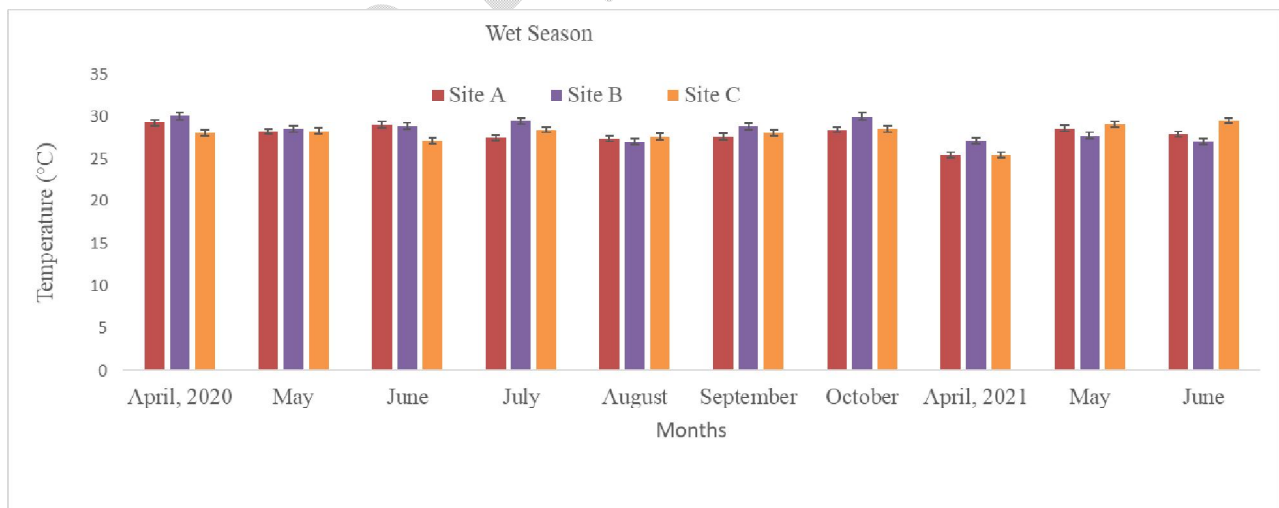 Wet Season
35
30
25
20
15
10
5
0
Temperature (°C)
Site A Site B Site C
April, 2020 May June July August September October April, 2021 May June
Months